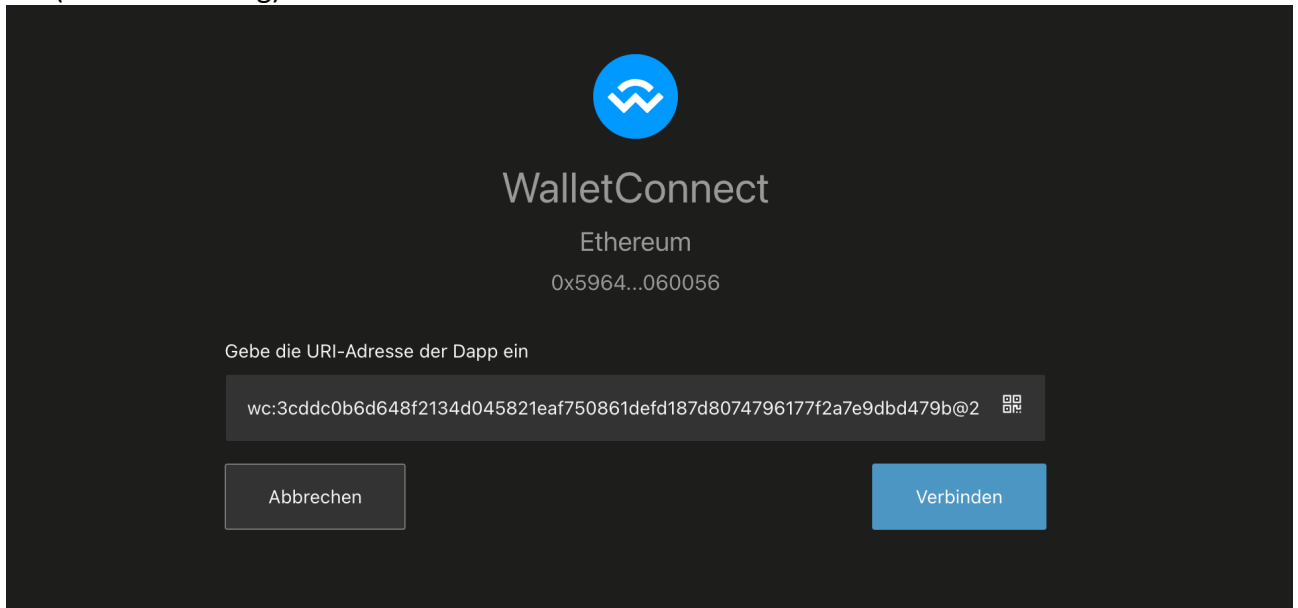 WalletConnect
Ethereum
0x5964...060056
Gebe die URI-Adresse der Dapp ein
wc:3cddc0b6d648f2134d045821eaf750861defd187d8074796177f2a7e9dbd479b@2
Abbrechen
Verbinden